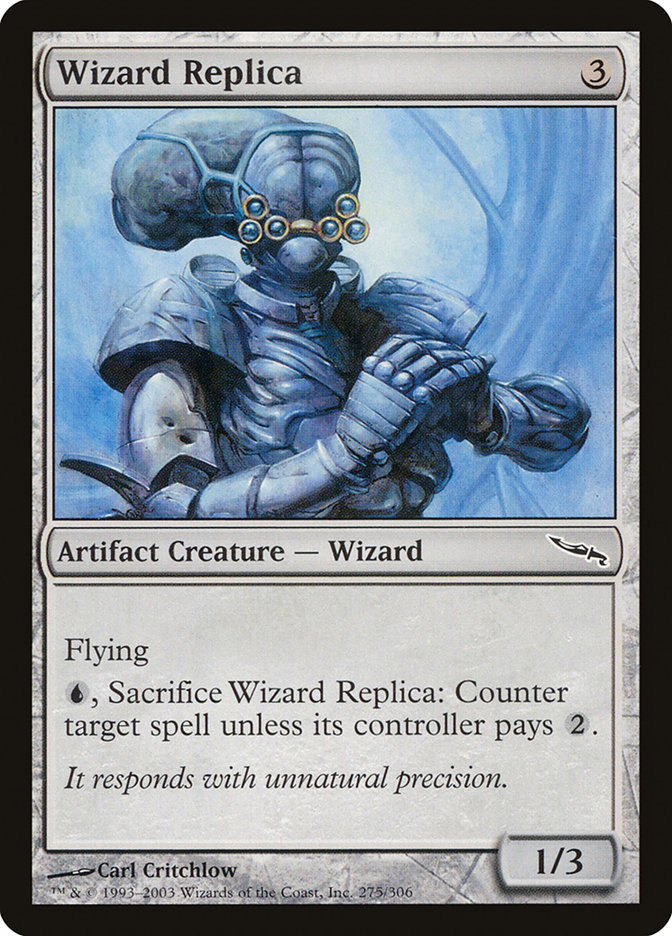 Wizard Replica 3
Artifact Creature — Wizard
Flying
, Sacrifice Wizard Replica: Counter
target spell unless its controller pays 2.
It responds with unnatural precision.
1/3
Carl Critchlow
™ & © 1993–2003 Wizards of the Coast, Inc. 275/306